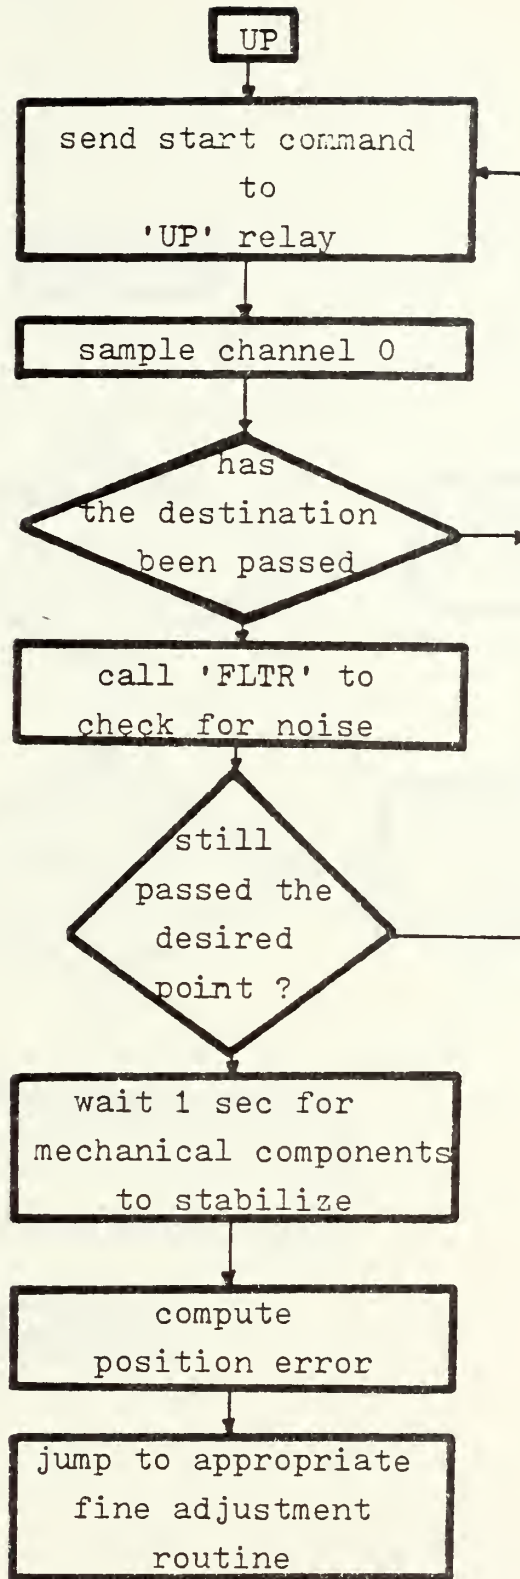 UP
send start command
to
'UP' relay
sample channel 0
has
the destination
been passed
call 'FLTR' to
check for noise
still
passed the
desired
point ?
wait 1 sec for
mechanical components
to stabilize
compute
position error
jump to appropriate
fine adjustment
routine